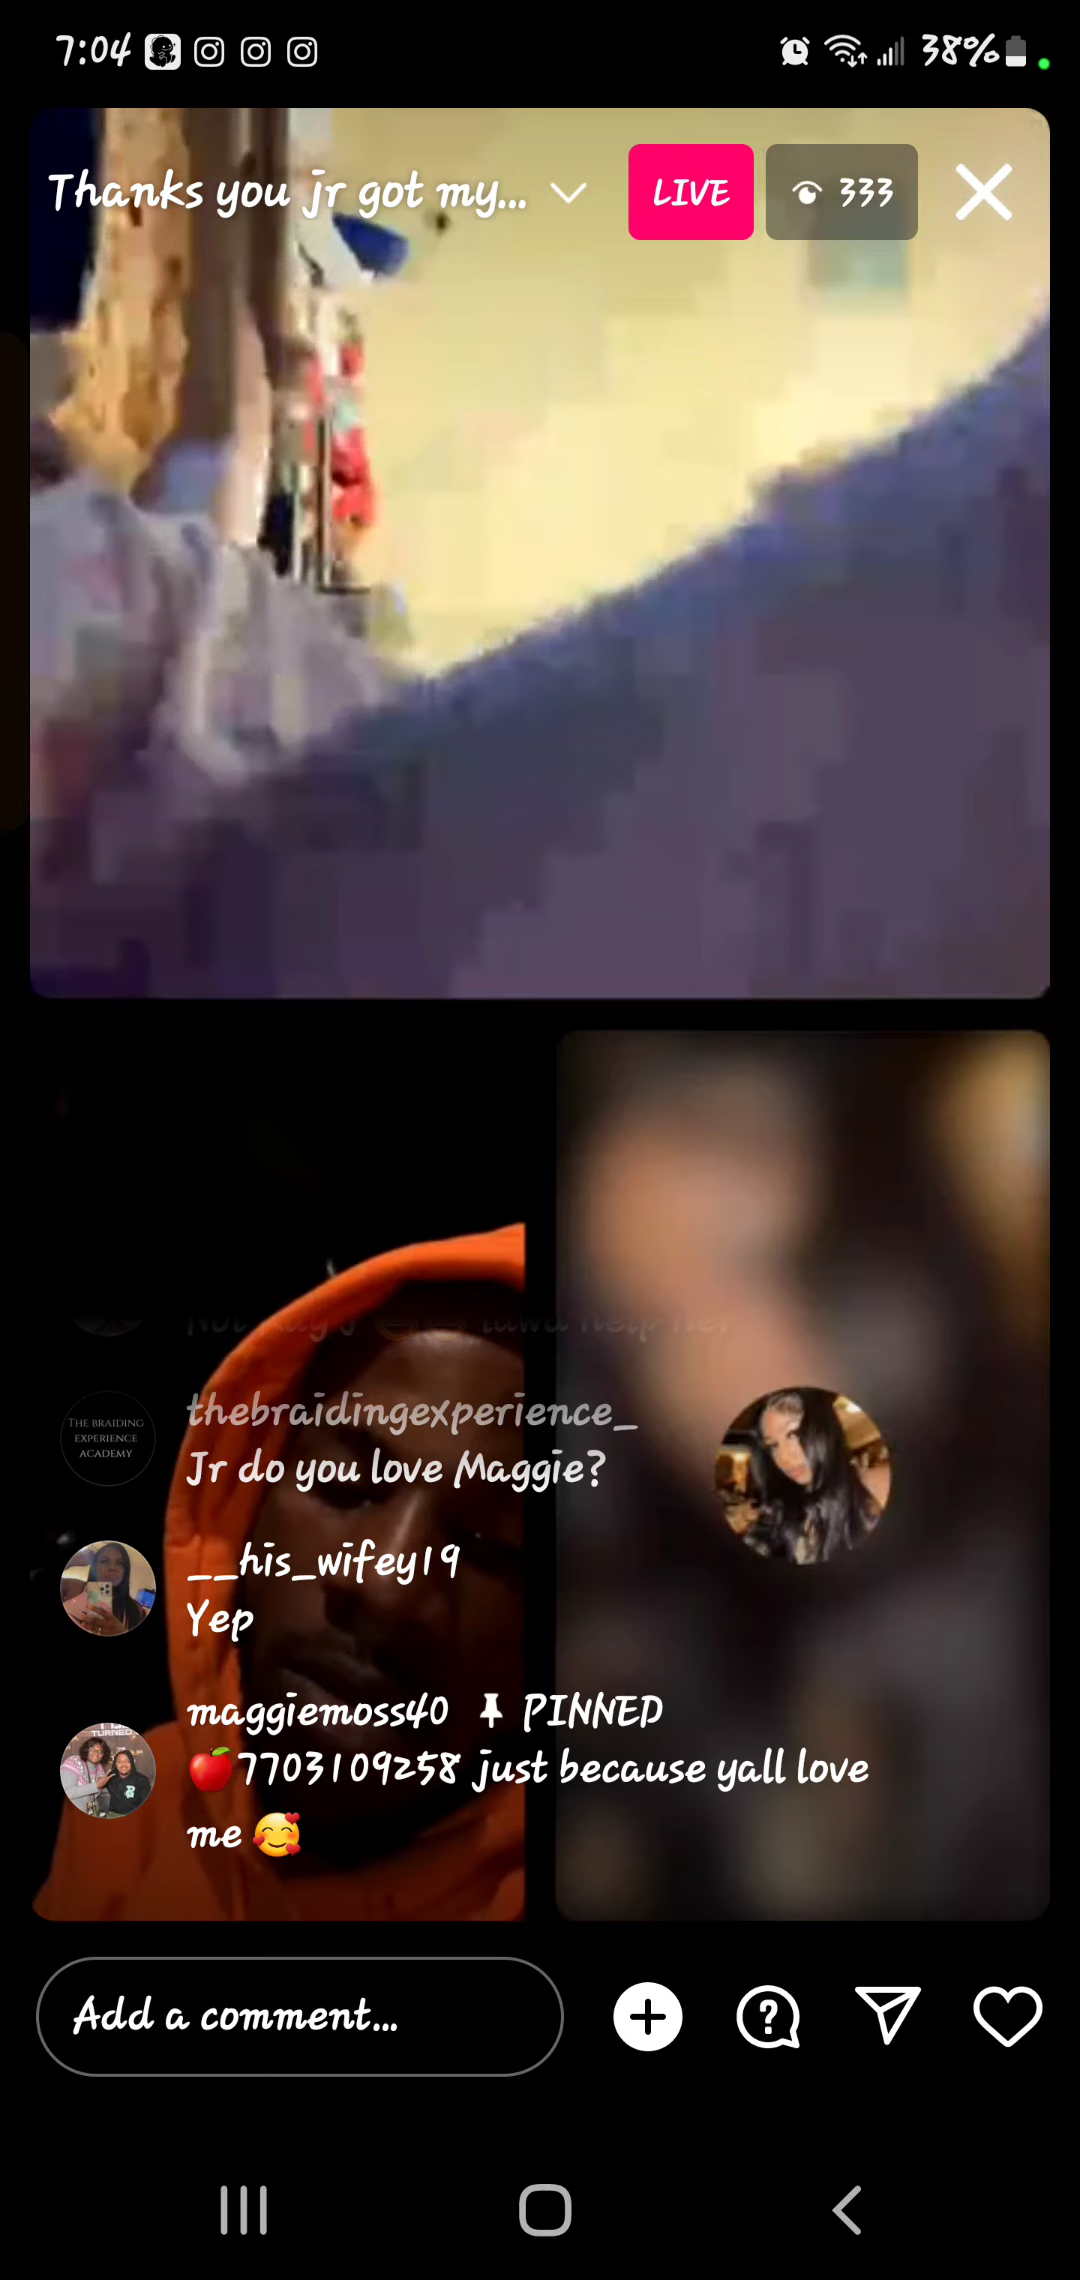 7:04
38%
Thanks you jr got my...
LIVE
333
THE BRAIDING
EXPERIENCE
ACADEMY
thebraidingexperience_
Jr do you love Maggie?
__his_wifey19
Yep
TURNED
maggiemoss40 PINNED
🍎7703109258 just because yall love
me 🥰
Add a comment...